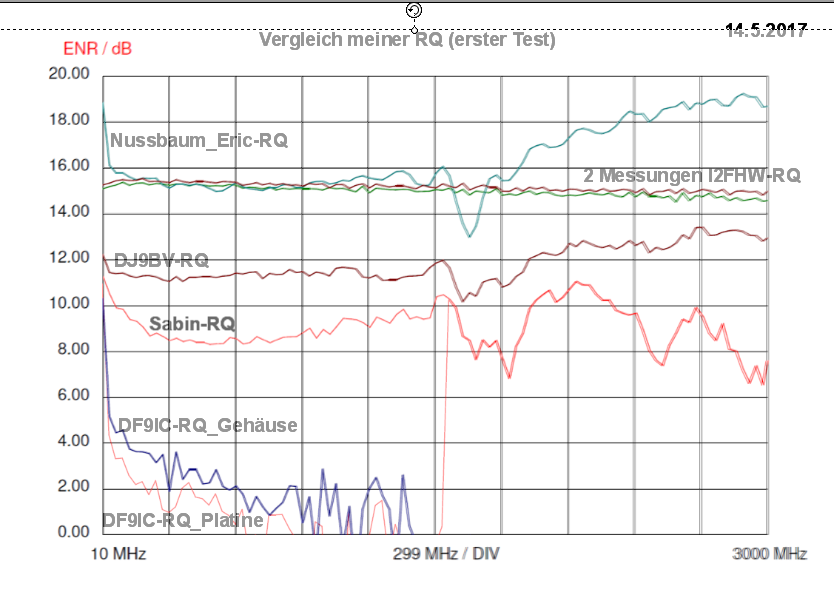 14.5.2017
Vergleich meiner RQ (erster Test)
ENR / dB
20.00
18.00
Nussbaum_Eric-RQ
16.00
2 Messungen I2FHW-RQ
14.00
12.00
DJ9BV-RQ
10.00
Sabin-RQ
8.00
6.00
DF9IC-RQ_Gehäuse
4.00
2.00
DF9IC-RQ_Platine
0.00
10 MHz
299 MHz / DIV
3000 MHz